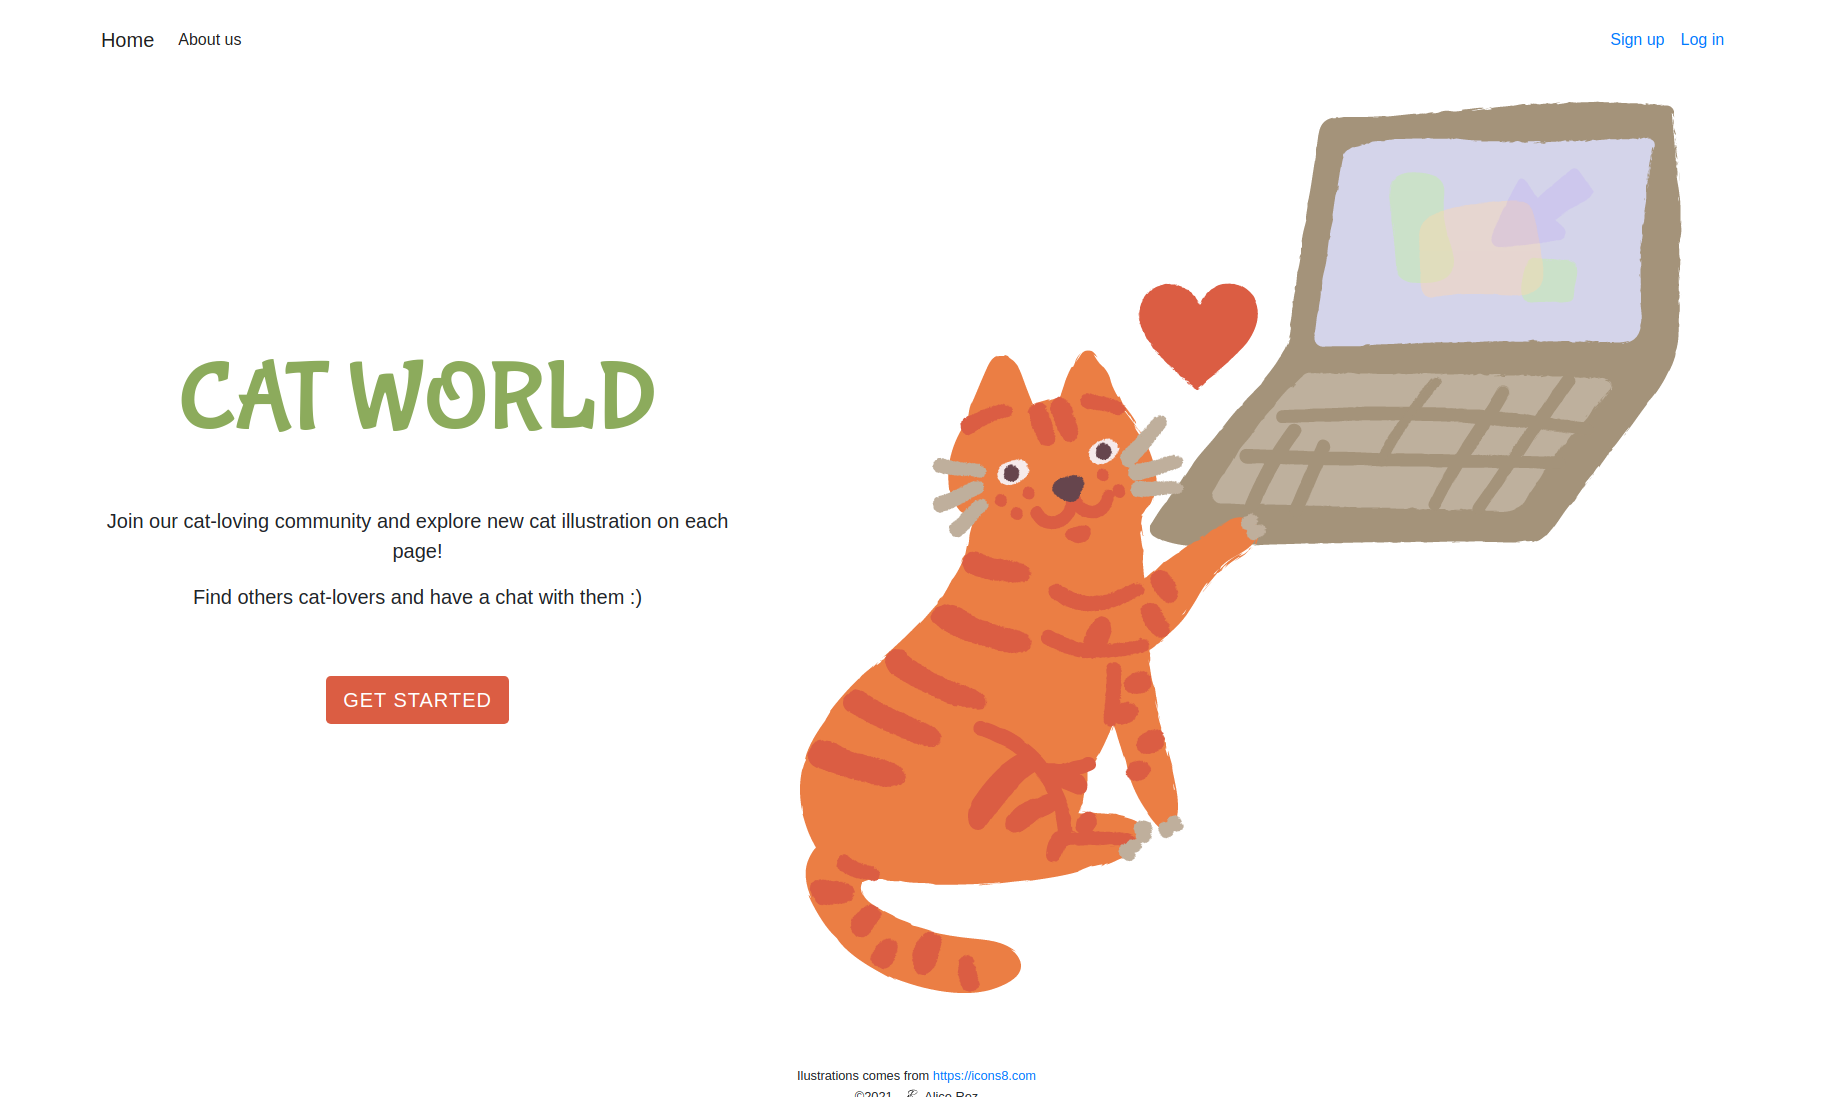 Home About us Sign up Log in
CAT WORLD
Join our cat-loving community and explore new cat illustration on each
page!
Find others cat-lovers and have a chat with them :)
GET STARTED
Ilustrations comes from https://icons8.com
©2021 Alice Rez